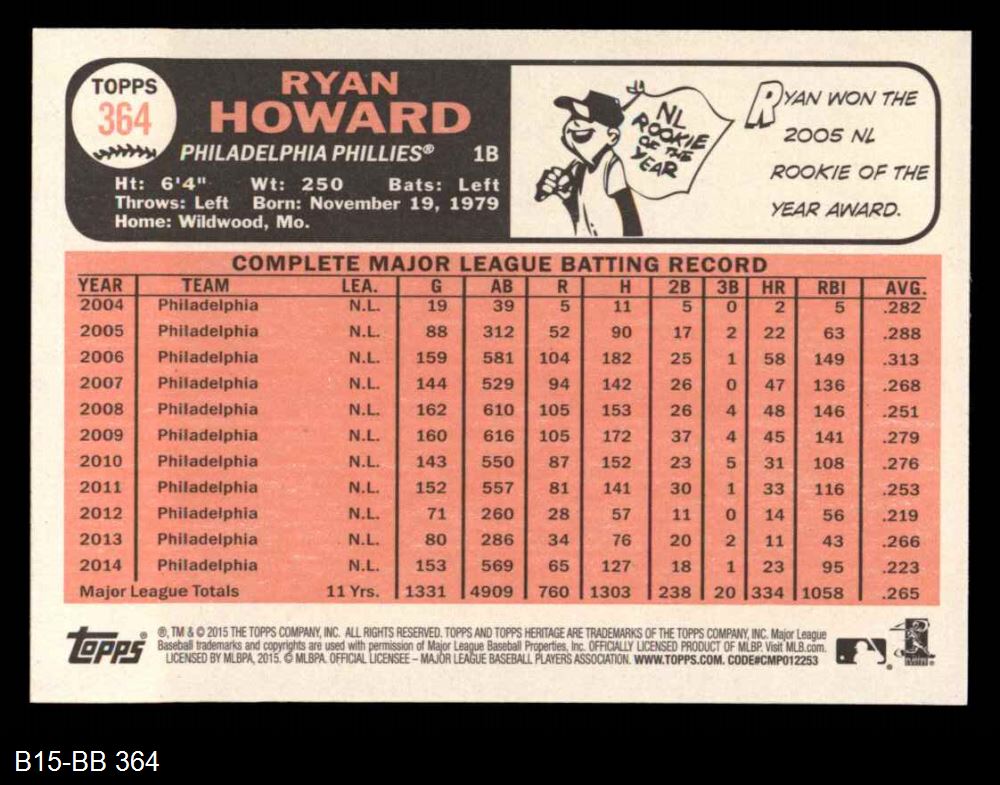 TOPPS
364
RYAN
HOWARD
PHILADELPHIA PHILLIES® 1B
Ht: 6'4" Wt: 250 Bats: Left
Throws: Left Born: November 19, 1979
Home: Wildwood, Mo.
NL
ROOKIE
OF THE
YEAR
RYAN WON THE
2005 NL
ROOKIE OF THE
YEAR AWARD.
COMPLETE MAJOR LEAGUE BATTING RECORD
YEAR TEAM LEA. G AB R H 2B 3B HR RBI AVG.
2004 Philadelphia N.L. 19 39 5 11 5 0 2 5 .282
2005 Philadelphia N.L. 88 312 52 90 17 2 22 63 .288
2006 Philadelphia N.L. 159 581 104 182 25 1 58 149 .313
2007 Philadelphia N.L. 144 529 94 142 26 0 47 136 .268
2008 Philadelphia N.L. 162 610 105 153 26 4 48 146 .251
2009 Philadelphia N.L. 160 616 105 172 37 4 45 141 .279
2010 Philadelphia N.L. 143 550 87 152 23 5 31 108 .276
2011 Philadelphia N.L. 152 557 81 141 30 1 33 116 .253
2012 Philadelphia N.L. 71 260 28 57 11 0 14 56 .219
2013 Philadelphia N.L. 80 286 34 76 20 2 11 43 .266
2014 Philadelphia N.L. 153 569 65 127 18 1 23 95 .223
Major League Totals 11 Yrs. 1331 4909 760 1303 238 20 334 1058 .265
topps®
®, TM & © 2015 THE TOPPS COMPANY, INC. ALL RIGHTS RESERVED. TOPPS AND TOPPS HERITAGE ARE TRADEMARKS OF THE TOPPS COMPANY, INC. Major League
Baseball trademarks and copyrights are used with permission of Major League Baseball Properties, Inc. OFFICIALLY LICENSED PRODUCT OF MLBP. Visit MLB.com.
LICENSED BY MLBPA, 2015. © MLBPA. OFFICIAL LICENSEE – MAJOR LEAGUE BASEBALL PLAYERS ASSOCIATION. WWW.TOPPS.COM. CODE#CMP012253
B15-BB 364